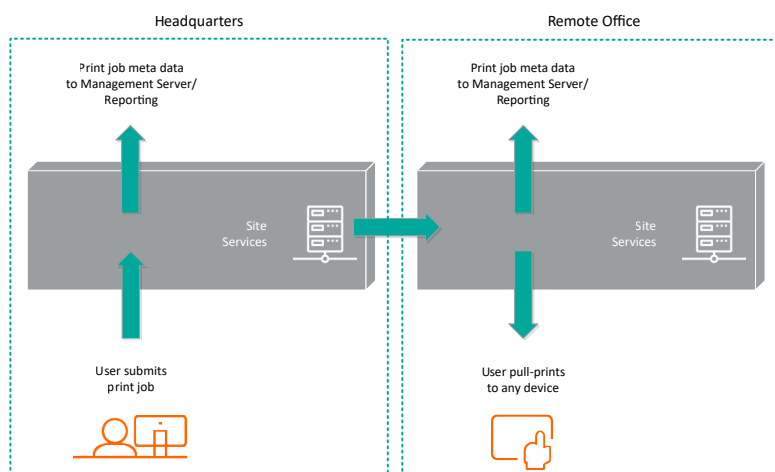 Headquarters
Remote Office
Print job meta data
to Management Server/
Reporting
Print job meta data
to Management Server/
Reporting
Site
Services
Site
Services
User submits
print job
User pull-prints
to any device